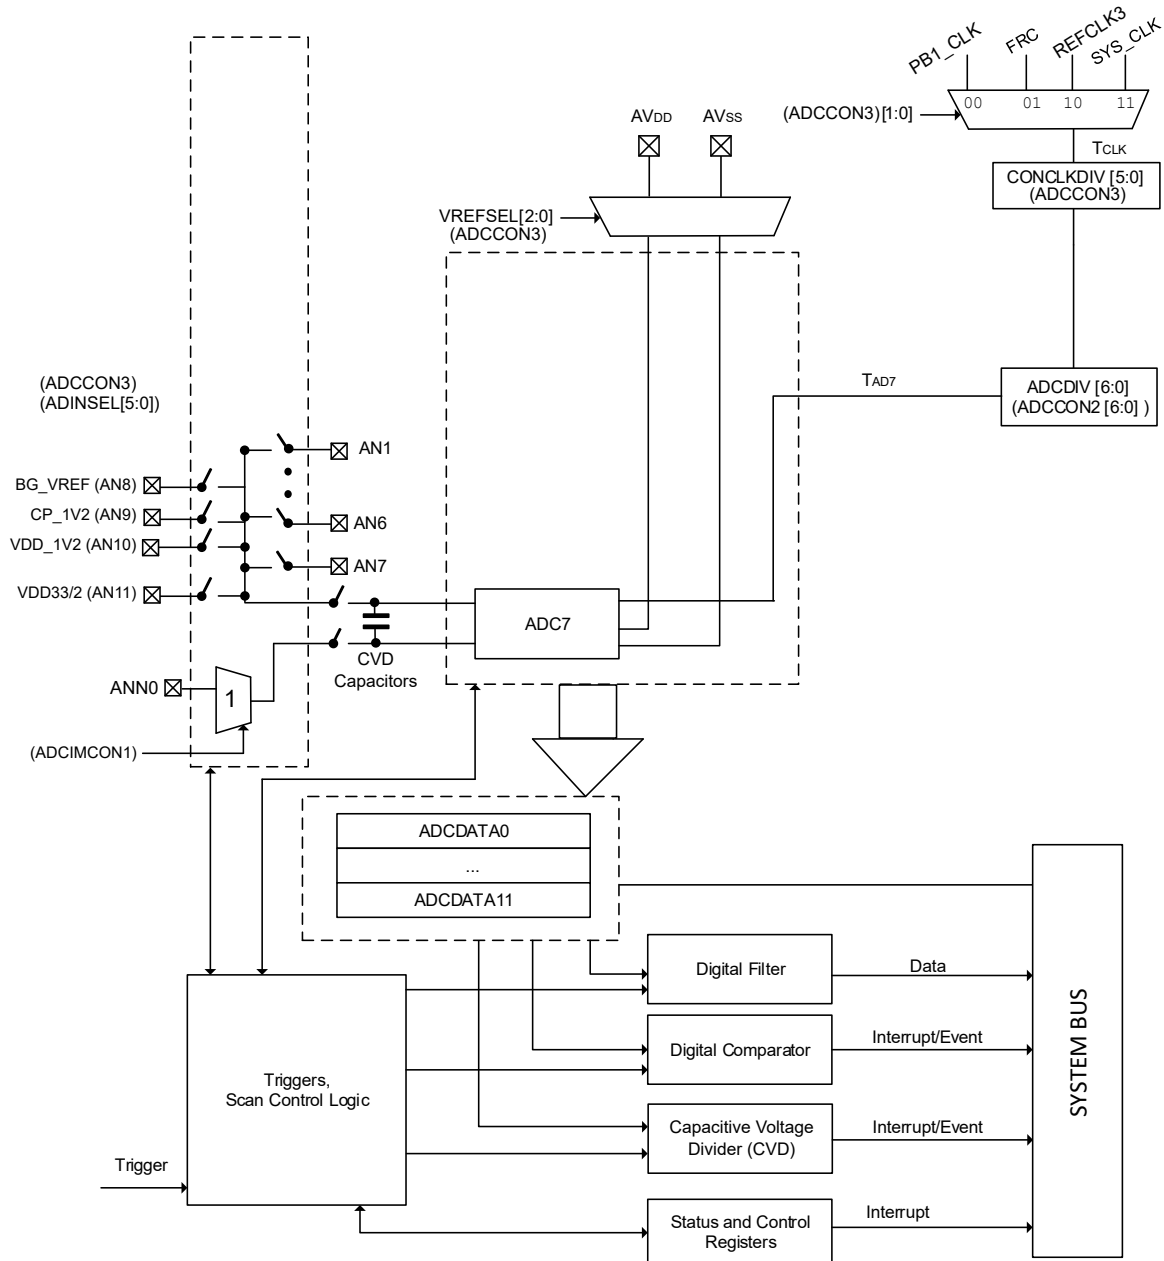 PB1_CLK
FRC
REFCLK3
SYS_CLK
00
01
10
11
(ADCCON3)[1:0]
TCLK
CONCLKDIV [5:0]
(ADCCON3)
AVDD
AVSS
VREFSEL[2:0]
(ADCCON3)
TAD7
ADCDIV [6:0]
(ADCCON2 [6:0] )
(ADCCON3)
(ADINSEL[5:0])
AN1
BG_VREF (AN8)
CP_1V2 (AN9)
AN6
VDD_1V2 (AN10)
AN7
VDD33/2 (AN11)
ADC7
CVD
Capacitors
ANN0
1
(ADCIMCON1)
ADCDATA0
...
ADCDATA11
Digital Filter
Data
Digital Comparator
Interrupt/Event
Triggers,
Scan Control Logic
Capacitive Voltage
Divider (CVD)
Interrupt/Event
Trigger
Status and Control
Registers
Interrupt
SYSTEM BUS